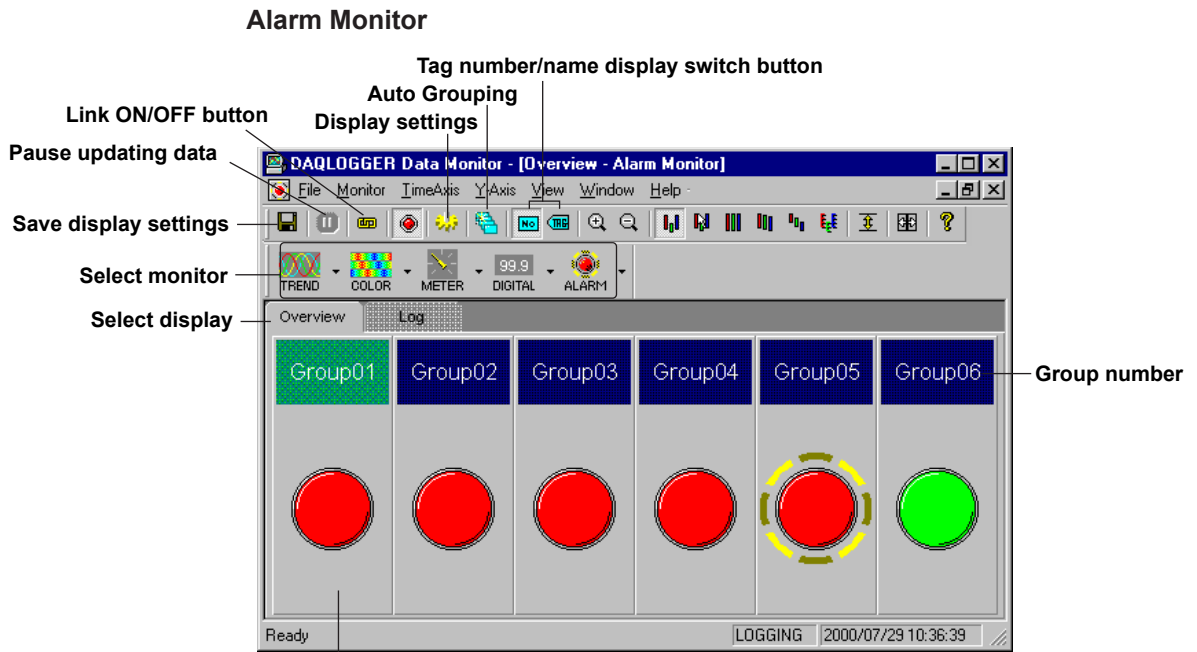 Alarm Monitor
Tag number/name display switch button
Auto Grouping
Link ON/OFF button
Display settings
Pause updating data
DAQLOGGER Data Monitor - [Overview - Alarm Monitor]
File Monitor TimeAxis Y-Axis View Window Help
Save display settings
NO TAG
Select monitor
99.9
TREND COLOR METER DIGITAL ALARM
Select display
Overview Log
Group01 Group02 Group03 Group04 Group05 Group06
Group number
Ready LOGGING 2000/07/29 10:36:39